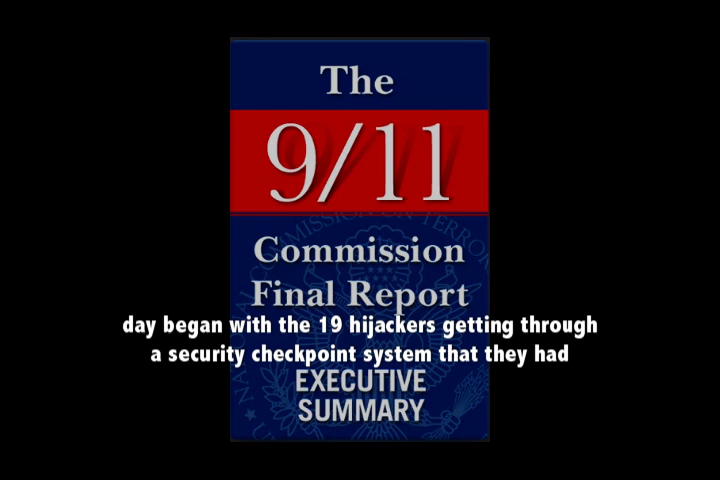 The
9/11
Commission
Final Report
day began with the 19 hijackers getting through
a security checkpoint system that they had
EXECUTIVE
SUMMARY